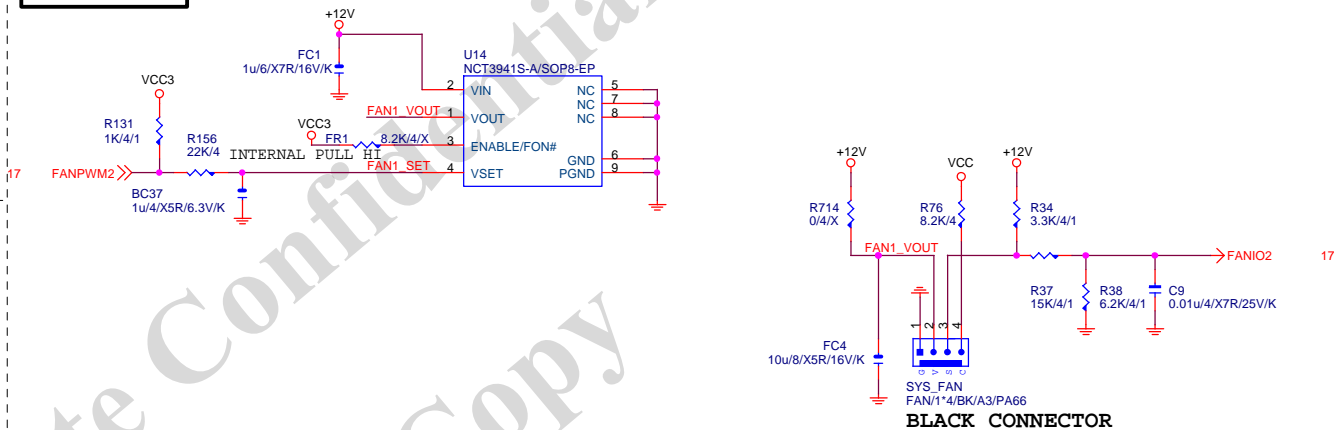 +12V
FC1
1u/6/X7R/16V/K
U14
NCT3941S-A/SOP8-EP
2 VIN NC 5
FAN1_VOUT 1 VOUT NC 7
NC 8
VCC3
FR1 8.2K/4/X 3 ENABLE/FON#
INTERNAL PULL HI
GND 6
FAN1_SET 4 VSET PGND 9
VCC3
R131
1K/4/1
R156
22K/4
17 FANPWM2
BC37
1u/4/X5R/6.3V/K
+12V VCC +12V
R714
0/4/X
R76
8.2K/4
R34
3.3K/4/1
FAN1_VOUT
FANIO2 17
R37
15K/4/1
R38
6.2K/4/1
C9
0.01u/4/X7R/25V/K
1 2 3 4
FC4
10u/8/X5R/16V/K
G V S C
SYS_FAN
FAN/1*4/BK/A3/PA66
BLACK CONNECTOR
te Confidential
Copy